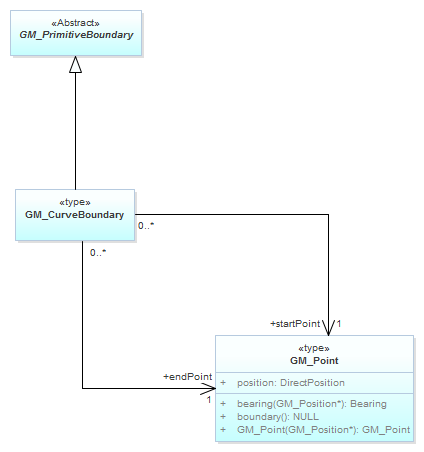 «Abstract»
GM_PrimitiveBoundary
«type»
GM_CurveBoundary
0..*
0..*
+startPoint
1
«type»
GM_Point
+endPoint
1
+ position: DirectPosition
+ bearing(GM_Position*): Bearing
+ boundary(): NULL
+ GM_Point(GM_Position*): GM_Point